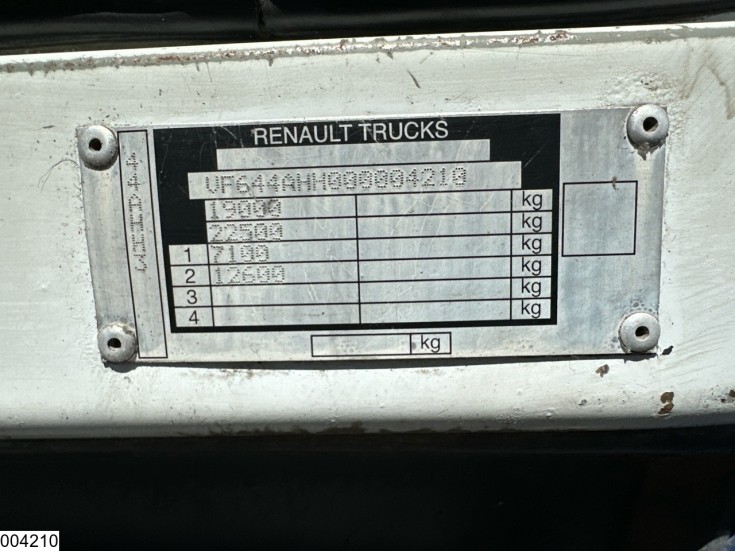 RENAULT TRUCKS
VF644AHH000004210
19000 kg
22500 kg
1 7100 kg
2 12600 kg
3 kg
4 kg
kg
004210